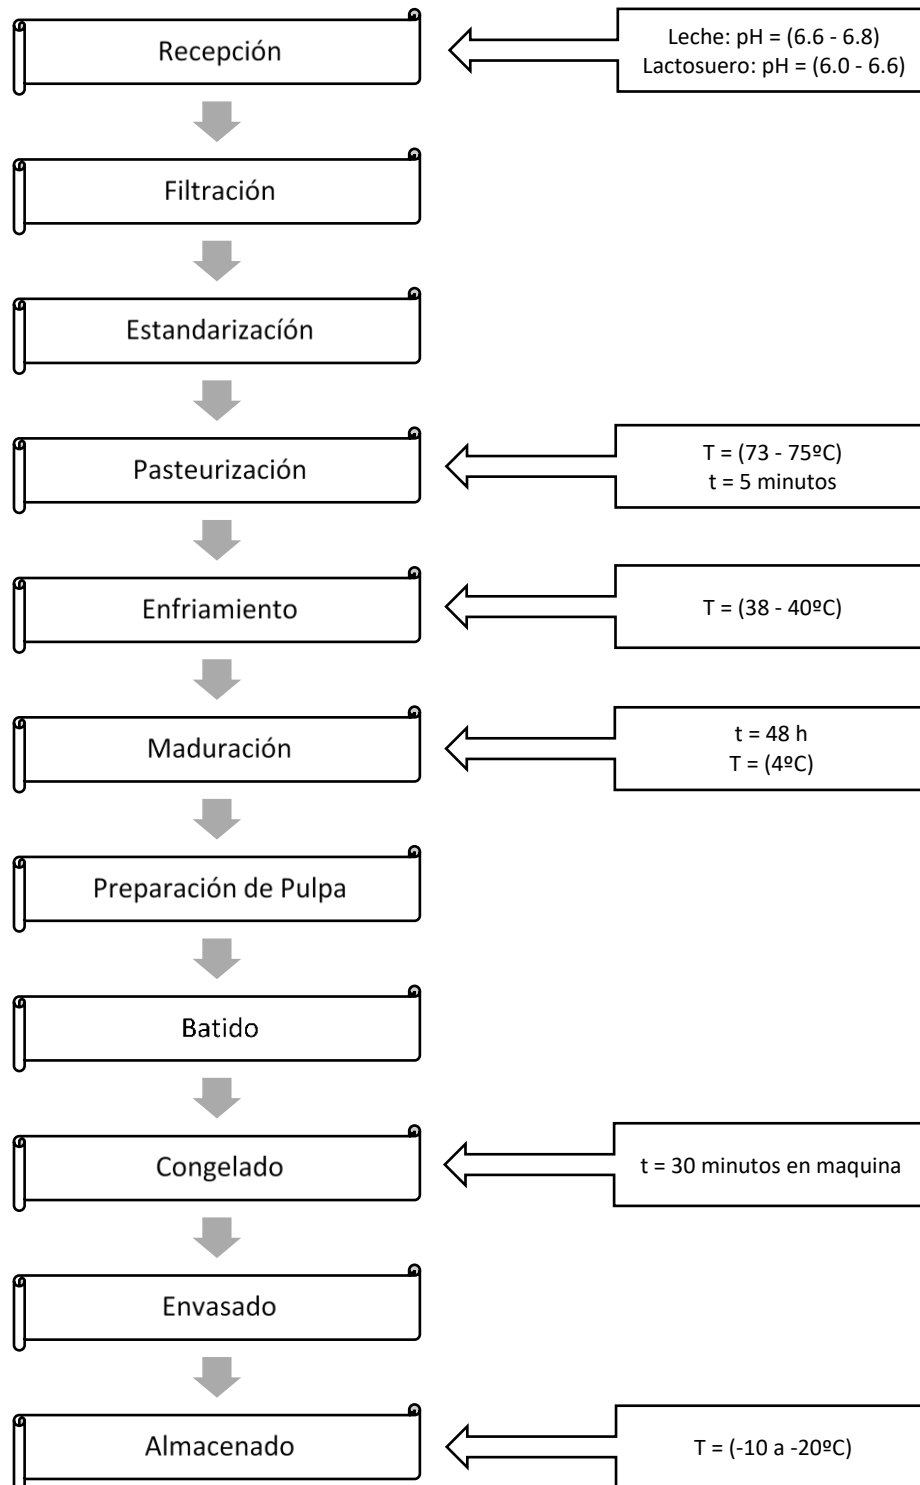 Recepción
Leche: pH = (6.6 - 6.8)
Lactosuero: pH = (6.0 - 6.6)
Filtración
Estandarizacíón
Pasteurización
T = (73 - 75ºC)
t = 5 minutos
Enfriamiento
T = (38 - 40ºC)
Maduración
t = 48 h
T = (4ºC)
Preparación de Pulpa
Batido
Congelado
t = 30 minutos en maquina
Envasado
Almacenado
T = (-10 a -20ºC)